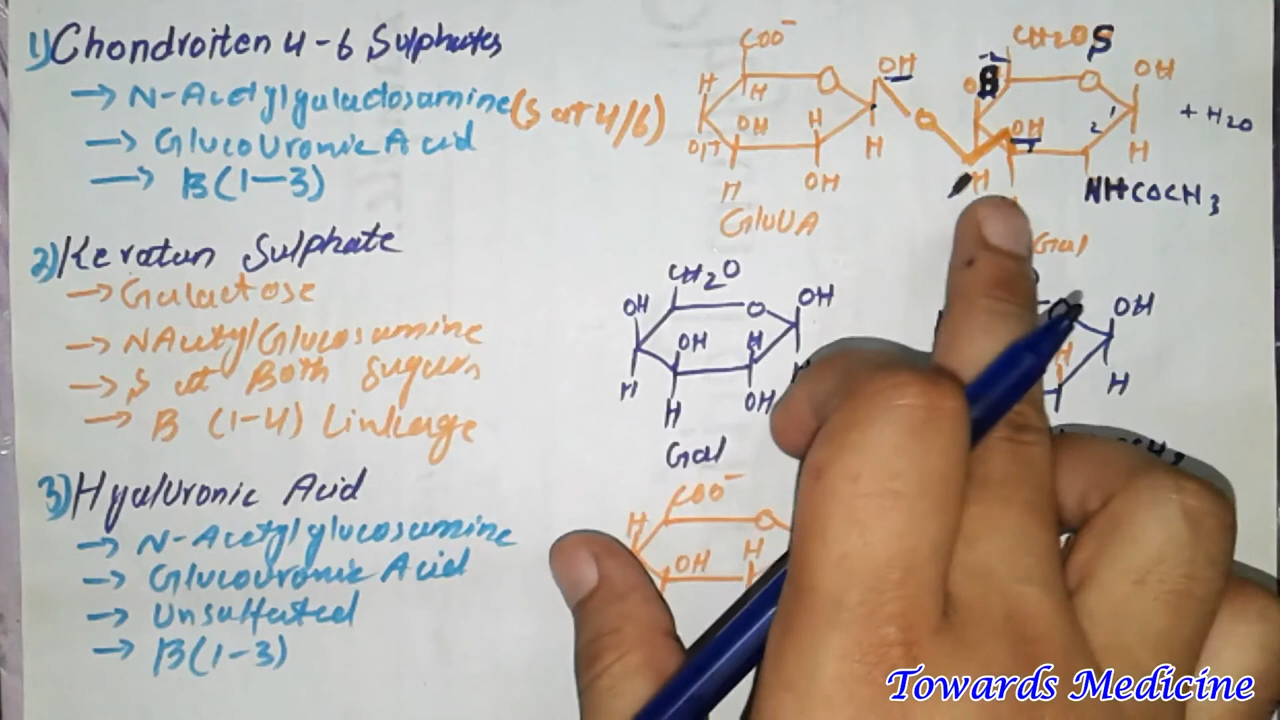 1) Chondroiten 4-6 Sulphates
→ N-Acetylgalactosamine (S at 4/6)
→ GlucoUronic Acid
→ B(1-3)
2) Keratan Sulphate
→ Galactose
→ NAcetylGlucosamine
→ S at Both Sugars
→ B (1-4) Linkage
3) Hyaluronic Acid
→ N-Acetylglucosamine
→ Glucouronic Acid
→ Unsulfated
→ B(1-3)
COO⁻
H
O
OH
H
OH
H
OH
H
H
OH
GluUA
O
CH2OS
S
O
OH
OH
2
1
H
H
NHCOCH3
+ H2O
Gal
CH2O
OH
O
OH
OH
H
H
H
OH
Gal
OH
H
H
COO⁻
H
O
OH
H
Towards Medicine